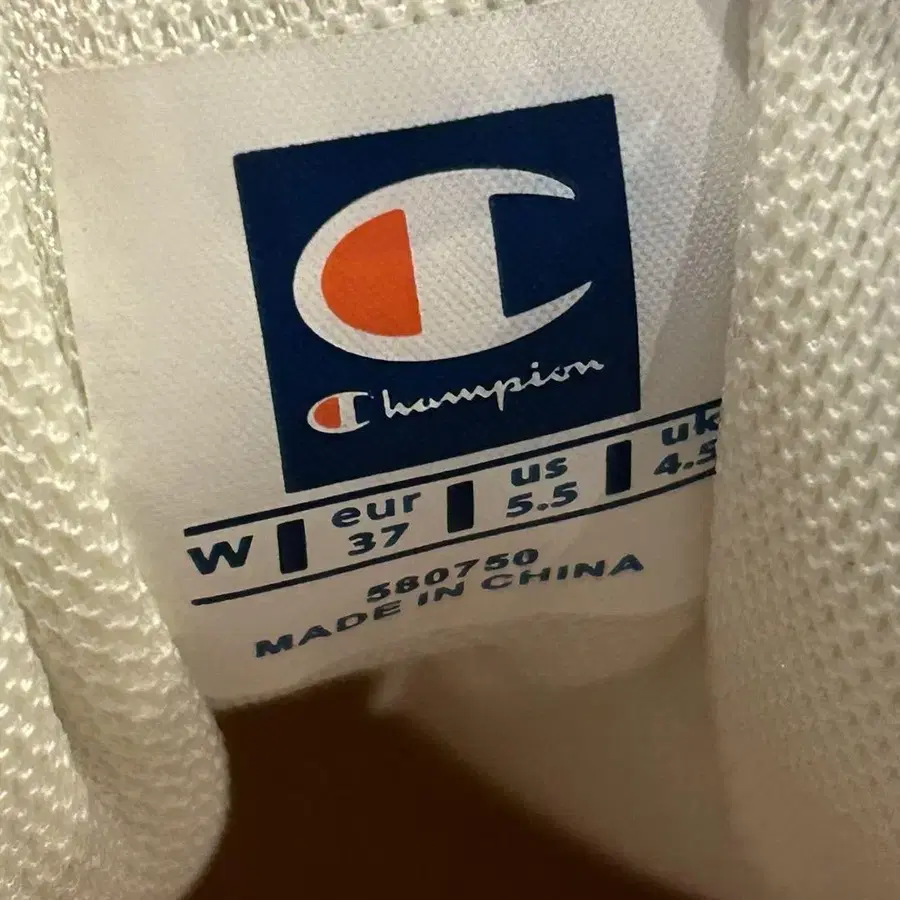 Champion
W eur us uk
37 5.5 4.5
580750
MADE IN CHINA